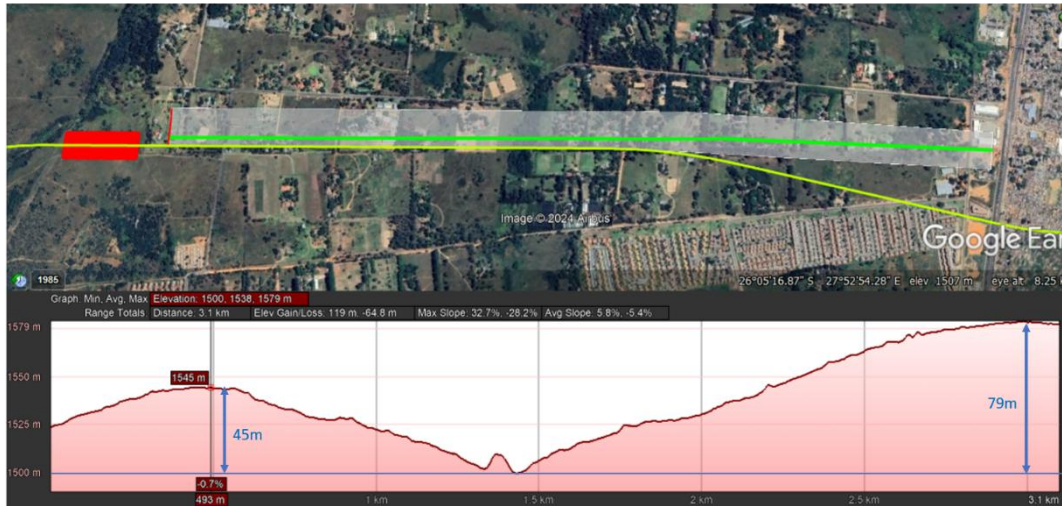 Image © 2024 Airbus
Google Ear
1985
26°05'16.87" S 27°52'54.28" E elev 1507 m eye alt 8.25 k
Graph: Min, Avg, Max Elevation: 1500, 1538, 1579 m
Range Totals: Distance: 3.1 km Elev Gain/Loss: 119 m, -64.8 m Max Slope: 32.7%, -28.2% Avg Slope: 5.8%, -5.4%
1579 m
1550 m
1545 m
1525 m
45m
79m
1500 m
-0.7%
493 m
1 km
1.5 km
2 km
2.5 km
3.1 km